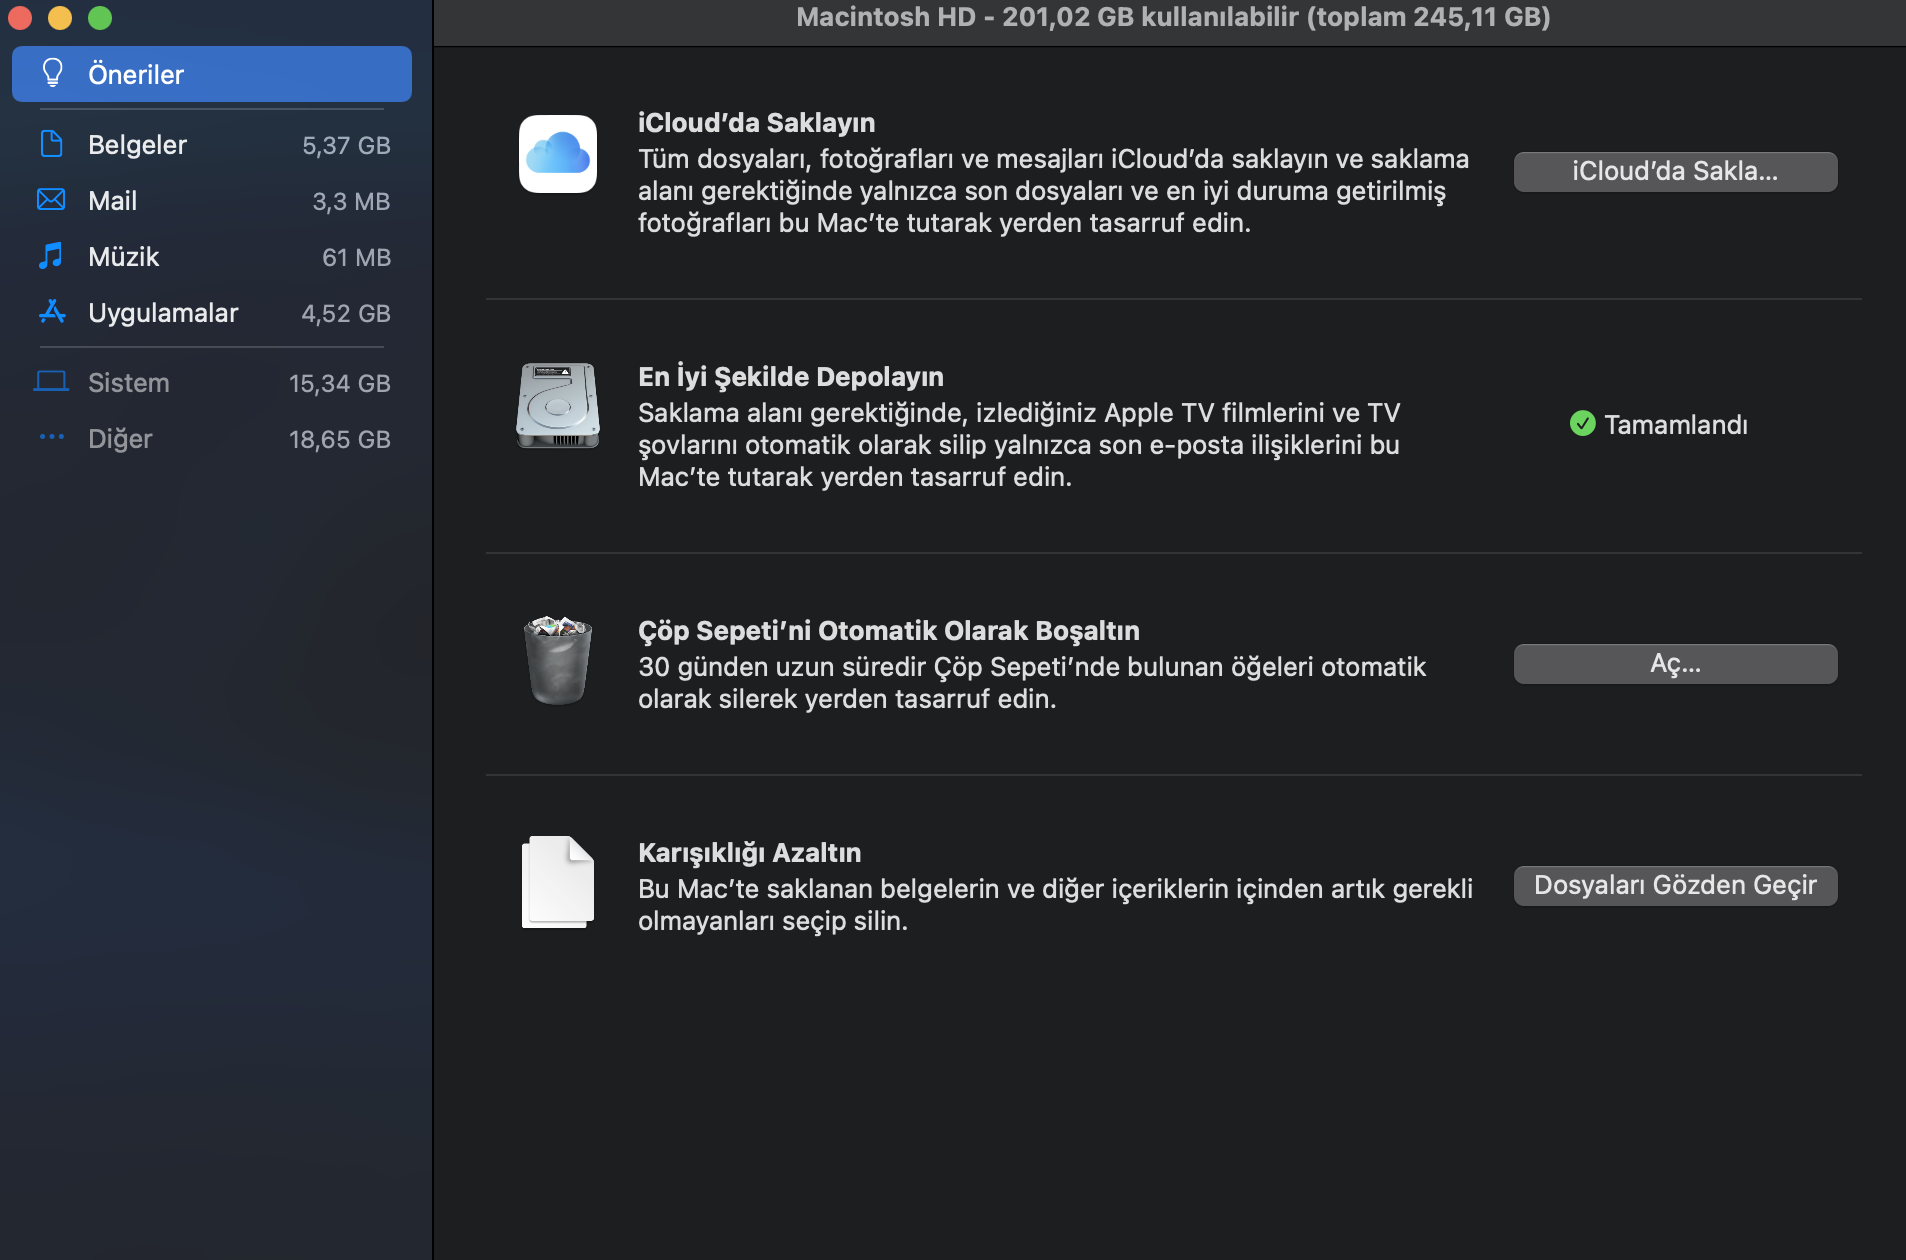 Macintosh HD - 201,02 GB kullanılabilir (toplam 245,11 GB)
Öneriler
Belgeler 5,37 GB
Mail 3,3 MB
Müzik 61 MB
Uygulamalar 4,52 GB
Sistem 15,34 GB
Diğer 18,65 GB
iCloud’da Saklayın
Tüm dosyaları, fotoğrafları ve mesajları iCloud’da saklayın ve saklama
alanı gerektiğinde yalnızca son dosyaları ve en iyi duruma getirilmiş
fotoğrafları bu Mac’te tutarak yerden tasarruf edin.
iCloud’da Sakla...
En İyi Şekilde Depolayın
Saklama alanı gerektiğinde, izlediğiniz Apple TV filmlerini ve TV
şovlarını otomatik olarak silip yalnızca son e-posta ilişiklerini bu
Mac’te tutarak yerden tasarruf edin.
Tamamlandı
Çöp Sepeti’ni Otomatik Olarak Boşaltın
30 günden uzun süredir Çöp Sepeti’nde bulunan öğeleri otomatik
olarak silerek yerden tasarruf edin.
Aç...
Karışıklığı Azaltın
Bu Mac’te saklanan belgelerin ve diğer içeriklerin içinden artık gerekli
olmayanları seçip silin.
Dosyaları Gözden Geçir